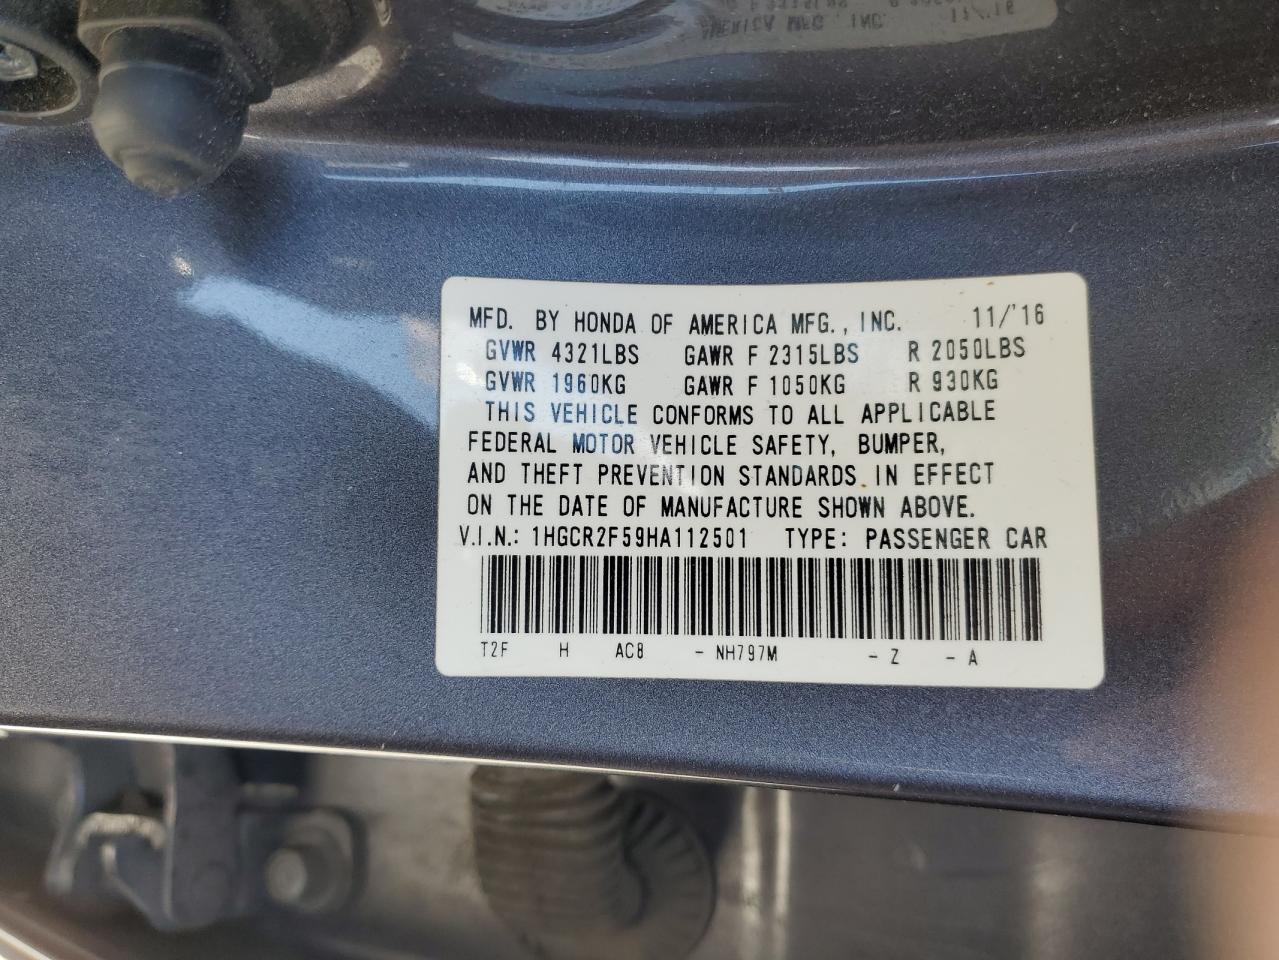 MFD. BY HONDA OF AMERICA MFG., INC. 11/'16
GVWR 4321LBS GAWR F 2315LBS R 2050LBS
GVWR 1960KG GAWR F 1050KG R 930KG
THIS VEHICLE CONFORMS TO ALL APPLICABLE
FEDERAL MOTOR VEHICLE SAFETY, BUMPER,
AND THEFT PREVENTION STANDARDS IN EFFECT
ON THE DATE OF MANUFACTURE SHOWN ABOVE.
V.I.N.: 1HGCR2F59HA112501 TYPE: PASSENGER CAR
T2F H AC8 - NH797M - Z - A